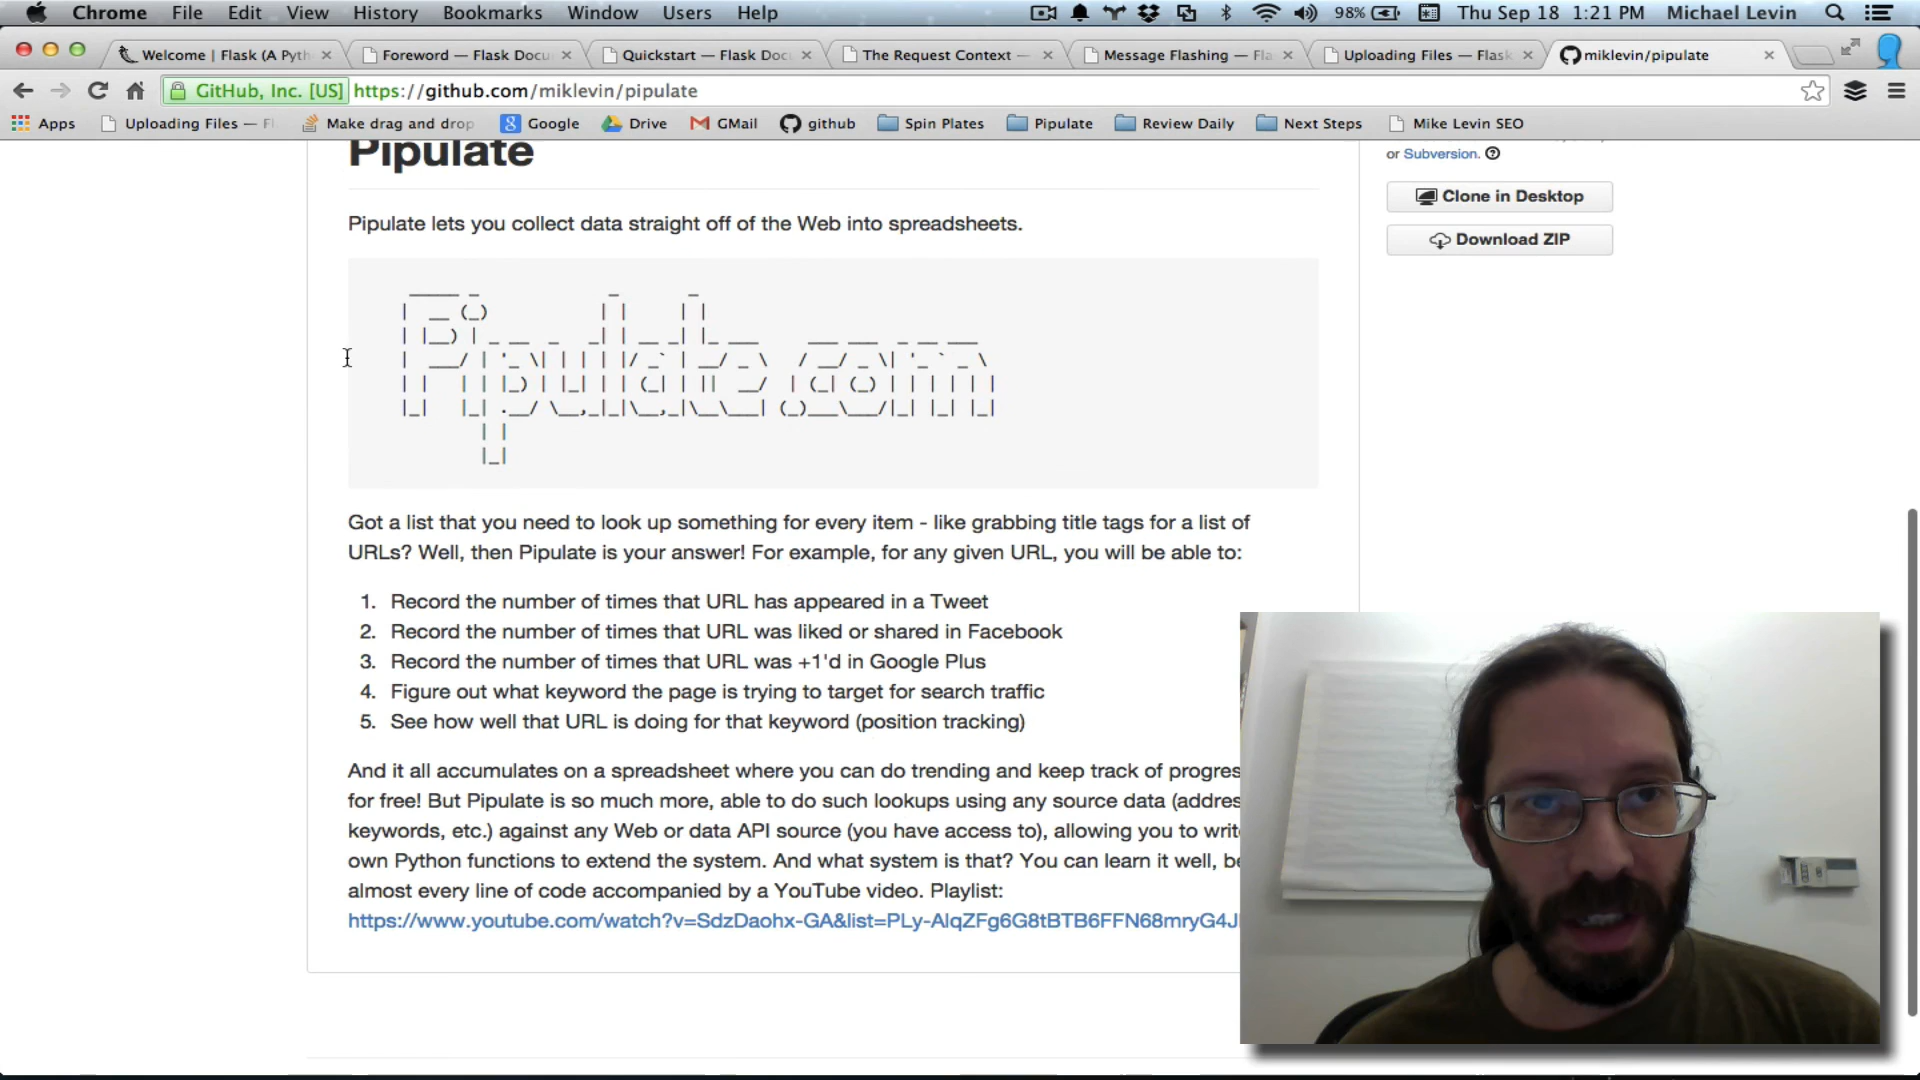 Chrome File Edit View History Bookmarks Window Users Help 98% Thu Sep 18 1:21 PM Michael Levin
Welcome | Flask (A Pyth Foreword — Flask Docu Quickstart — Flask Doc The Request Context — Message Flashing — Fla Uploading Files — Flask miklevin/pipulate
GitHub, Inc. [US] https://github.com/miklevin/pipulate
Apps Uploading Files — Fl Make drag and drop Google Drive GMail github Spin Plates Pipulate Review Daily Next Steps Mike Levin SEO
Pipulate
or Subversion.
Clone in Desktop
Download ZIP
Pipulate lets you collect data straight off of the Web into spreadsheets.
Pipulate.com
Got a list that you need to look up something for every item - like grabbing title tags for a list of
URLs? Well, then Pipulate is your answer! For example, for any given URL, you will be able to:
1. Record the number of times that URL has appeared in a Tweet
2. Record the number of times that URL was liked or shared in Facebook
3. Record the number of times that URL was +1'd in Google Plus
4. Figure out what keyword the page is trying to target for search traffic
5. See how well that URL is doing for that keyword (position tracking)
And it all accumulates on a spreadsheet where you can do trending and keep track of progres
for free! But Pipulate is so much more, able to do such lookups using any source data (addres
keywords, etc.) against any Web or data API source (you have access to), allowing you to writ
own Python functions to extend the system. And what system is that? You can learn it well, be
almost every line of code accompanied by a YouTube video. Playlist:
https://www.youtube.com/watch?v=SdzDaohx-GA&list=PLy-AlqZFg6G8tBTB6FFN68mryG4J